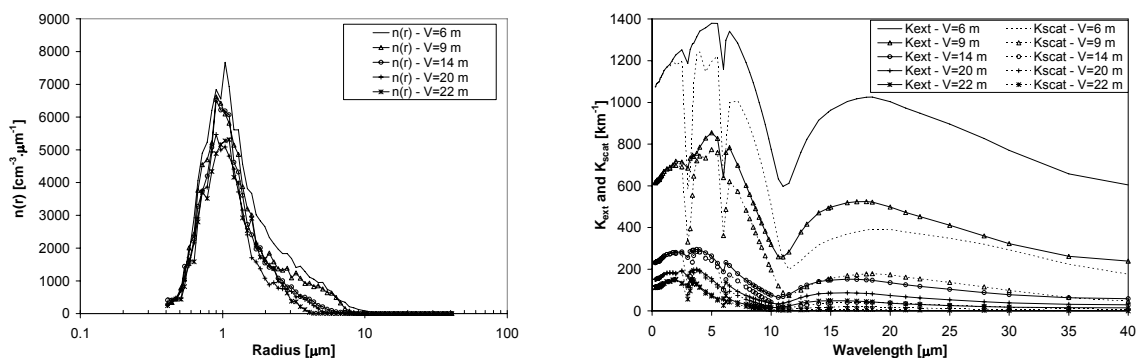 9000
8000
7000
6000
5000
4000
3000
2000
1000
0
n(r) [cm-3·μm-1]
0.1 1 10 100
Radius [μm]
n(r) - V=6 m
n(r) - V=9 m
n(r) - V=14 m
n(r) - V=20 m
n(r) - V=22 m
1400
1200
1000
800
600
400
200
0
Kext and Kscat [km-1]
0 5 10 15 20 25 30 35 40
Wavelength [μm]
Kext - V=6 m Kscat - V=6 m
Kext - V=9 m Kscat - V=9 m
Kext - V=14 m Kscat - V=14 m
Kext - V=20 m Kscat - V=20 m
Kext - V=22 m Kscat - V=22 m